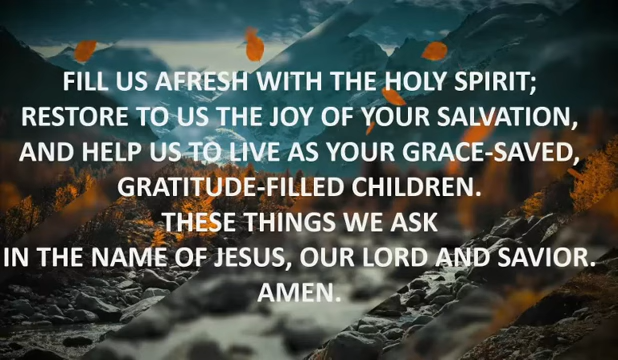 FILL US AFRESH WITH THE HOLY SPIRIT;
RESTORE TO US THE JOY OF YOUR SALVATION,
AND HELP US TO LIVE AS YOUR GRACE-SAVED,
GRATITUDE-FILLED CHILDREN.
THESE THINGS WE ASK
IN THE NAME OF JESUS, OUR LORD AND SAVIOR.
AMEN.